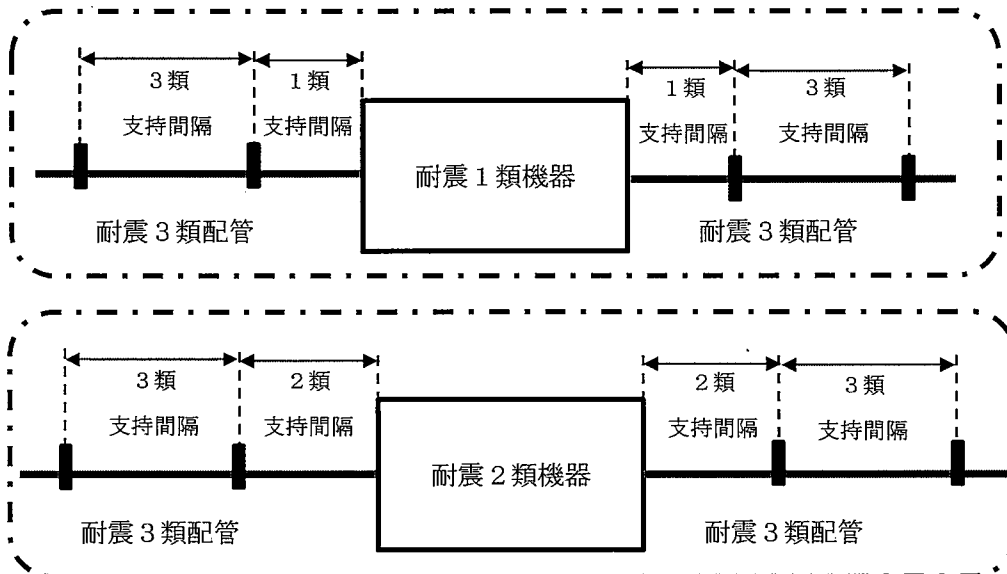 3類 1類 1類 3類
支持間隔 支持間隔 支持間隔 支持間隔
耐震1類機器
耐震3類配管 耐震3類配管
3類 2類 2類 3類
支持間隔 支持間隔 支持間隔 支持間隔
耐震2類機器
耐震3類配管 耐震3類配管